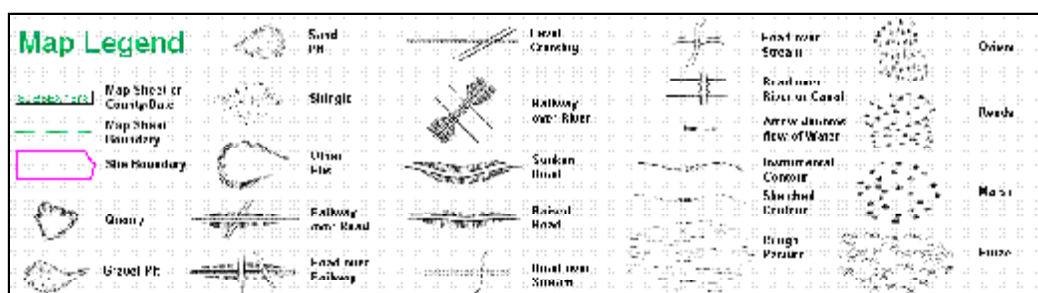 Map Legend
Map Sheet or
County/Date
Map Sheet
Boundary
Site Boundary
Quarry
Gravel Pit
Sand
Pit
Shingle
Other
Pits
Railway
over Road
Road over
Railway
Level
Crossing
Railway
over River
Sunken
Road
Raised
Road
Road over
Stream
Road over
Stream
Road over
River or Canal
Arrow
flow of Water
Instrumental
Contour
Sketched
Contour
Rough
Pasture
Osiers
Reeds
Marsh
Furze